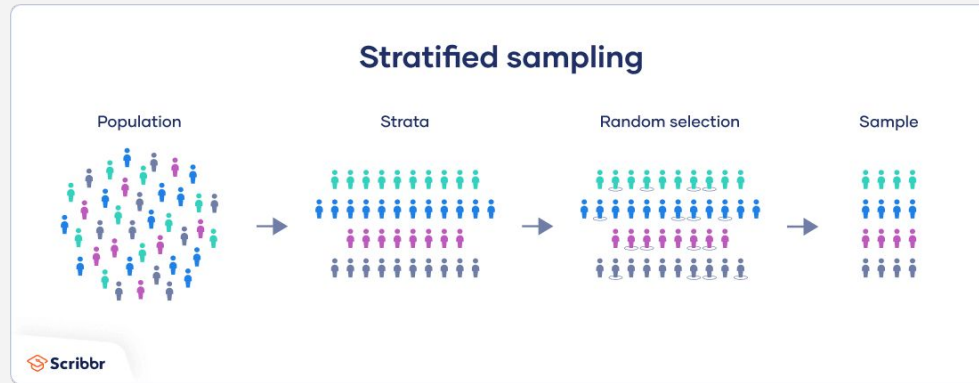 Stratified sampling
Population
Strata
Random selection
Sample
Scribbr